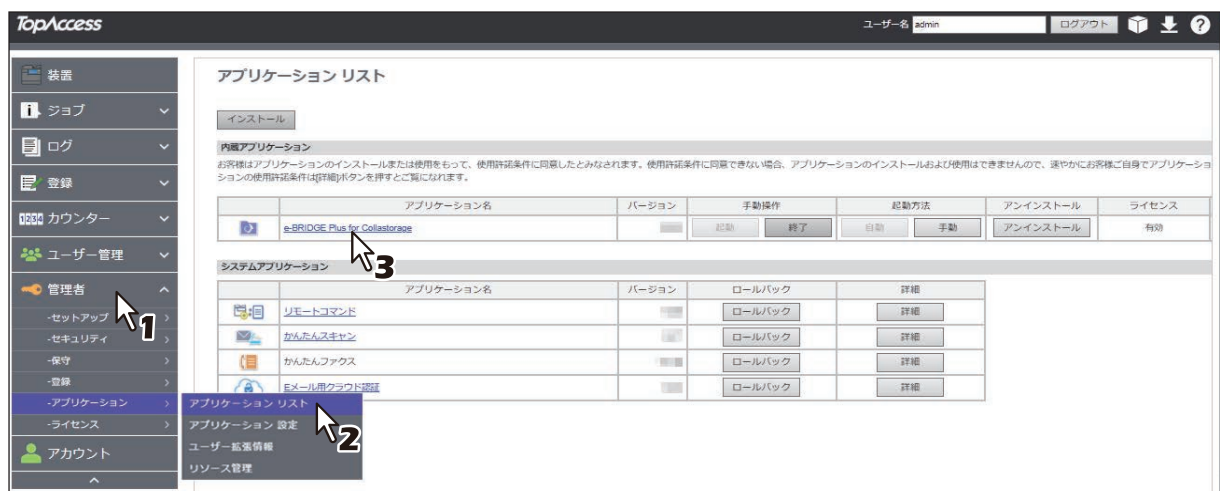 TopAccess
ユーザー名 admin ログアウト ?
装置
ジョブ
ログ
登録
1234 カウンター
ユーザー管理
管理者
-セットアップ
-セキュリティ
-保守
-登録
-アプリケーション
-ライセンス
アカウント
1
アプリケーション リスト
アプリケーション 設定
ユーザー拡張情報
リソース管理
2
アプリケーション リスト
インストール
内蔵アプリケーション
お客様はアプリケーションのインストールまたは使用をもって、使用許諾条件に同意したとみなされます。使用許諾条件に同意できない場合、アプリケーションのインストールおよび使用はできませんので、速やかにお客様ご自身でアプリケーショ
ションの使用許諾条件は[詳細]ボタンを押すとご覧になれます。
アプリケーション名 バージョン 手動操作 起動方法 アンインストール ライセンス
e-BRIDGE Plus for Collastorage 起動 終了 自動 手動 アンインストール 有効
3
システムアプリケーション
アプリケーション名 バージョン ロールバック 詳細
リモートコマンド ロールバック 詳細
かんたんスキャン ロールバック 詳細
かんたんファクス ロールバック 詳細
Eメール用クラウド認証 ロールバック 詳細